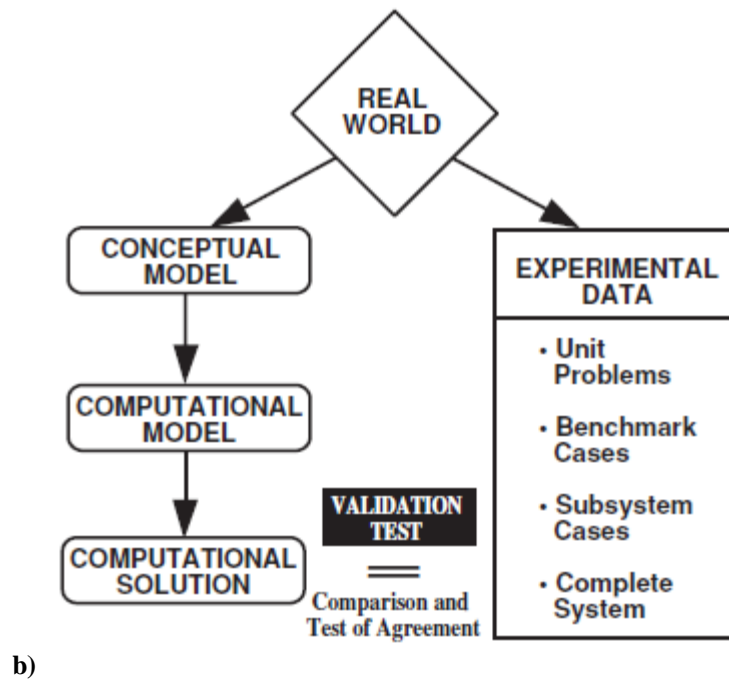 REAL
WORLD
CONCEPTUAL
MODEL
COMPUTATIONAL
MODEL
COMPUTATIONAL
SOLUTION
VALIDATION
TEST
Comparison and
Test of Agreement
EXPERIMENTAL
DATA
• Unit
Problems
• Benchmark
Cases
• Subsystem
Cases
• Complete
System
b)